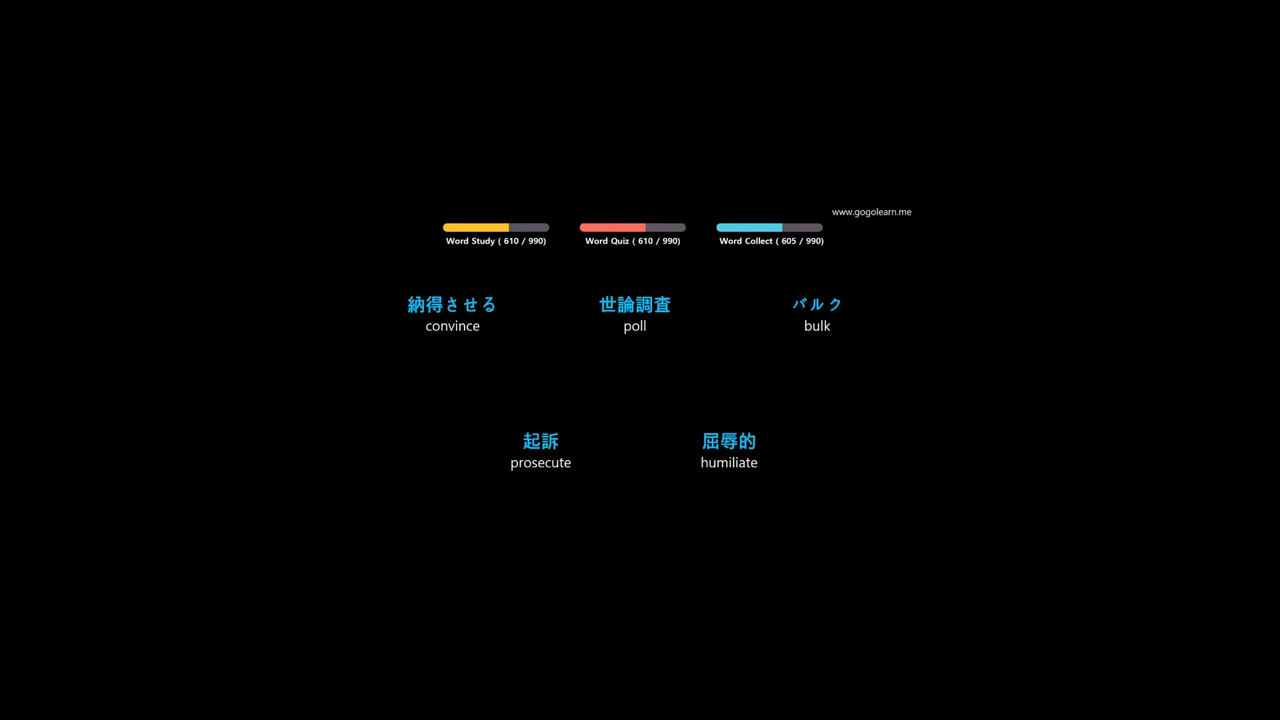 www.gogolearn.me
Word Study ( 610 / 990)
Word Quiz ( 610 / 990)
Word Collect ( 605 / 990)
納得させる
convince
世論調査
poll
バルク
bulk
起訴
prosecute
屈辱的
humiliate